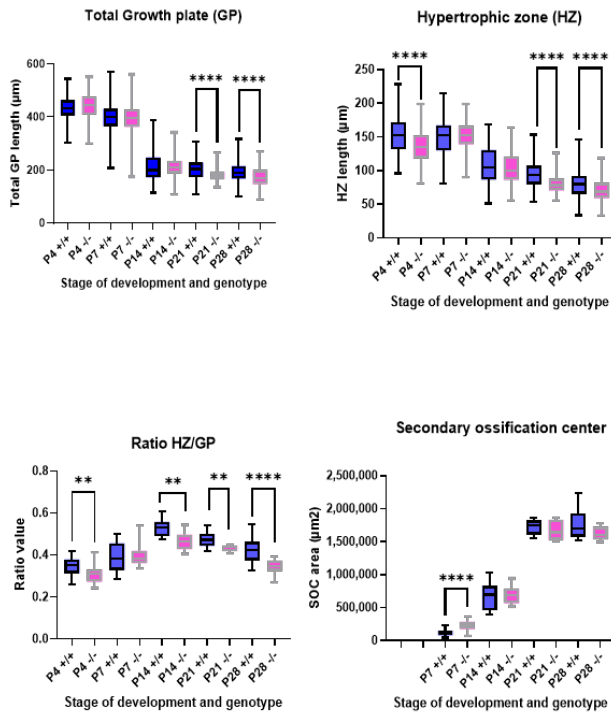 Total Growth plate (GP)
Total GP length (µm)
600
400
200
0
**** ****
P4 +/+ P4 -/- P7 +/+ P7 -/- P14 +/+ P14 -/- P21 +/+ P21 -/- P28 +/+ P28 -/-
Stage of development and genotype
Hypertrophic zone (HZ)
HZ length (µm)
250
200
150
100
50
0
**** **** ****
P4 +/+ P4 -/- P7 +/+ P7 -/- P14 +/+ P14 -/- P21 +/+ P21 -/- P28 +/+ P28 -/-
Stage of development and genotype
Ratio HZ/GP
Ratio value
0.8
0.6
0.4
0.2
0.0
** ** ** ****
P4 +/+ P4 -/- P7 +/+ P7 -/- P14 +/+ P14 -/- P21 +/+ P21 -/- P28 +/+ P28 -/-
Stage of development and genotype
Secondary ossification center
SOC area (µm2)
2,500,000
2,000,000
1,500,000
1,000,000
500,000
0
****
P7 +/+ P7 -/- P14 +/+ P14 -/- P21 +/+ P21 -/- P28 +/+ P28 -/-
Stage of development and genotype